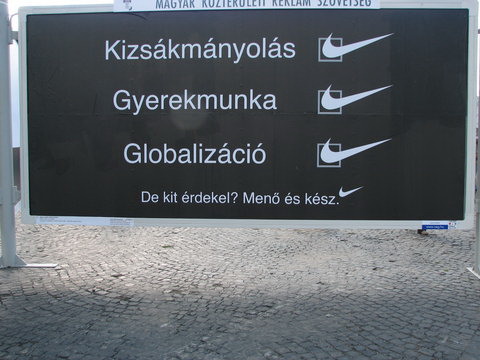 MAGYAR KÖZTERÜLETI REKLÁM SZÖVETSÉG
Kizsákmányolás
Gyerekmunka
Globalizáció
De kit érdekel? Menő és kész.